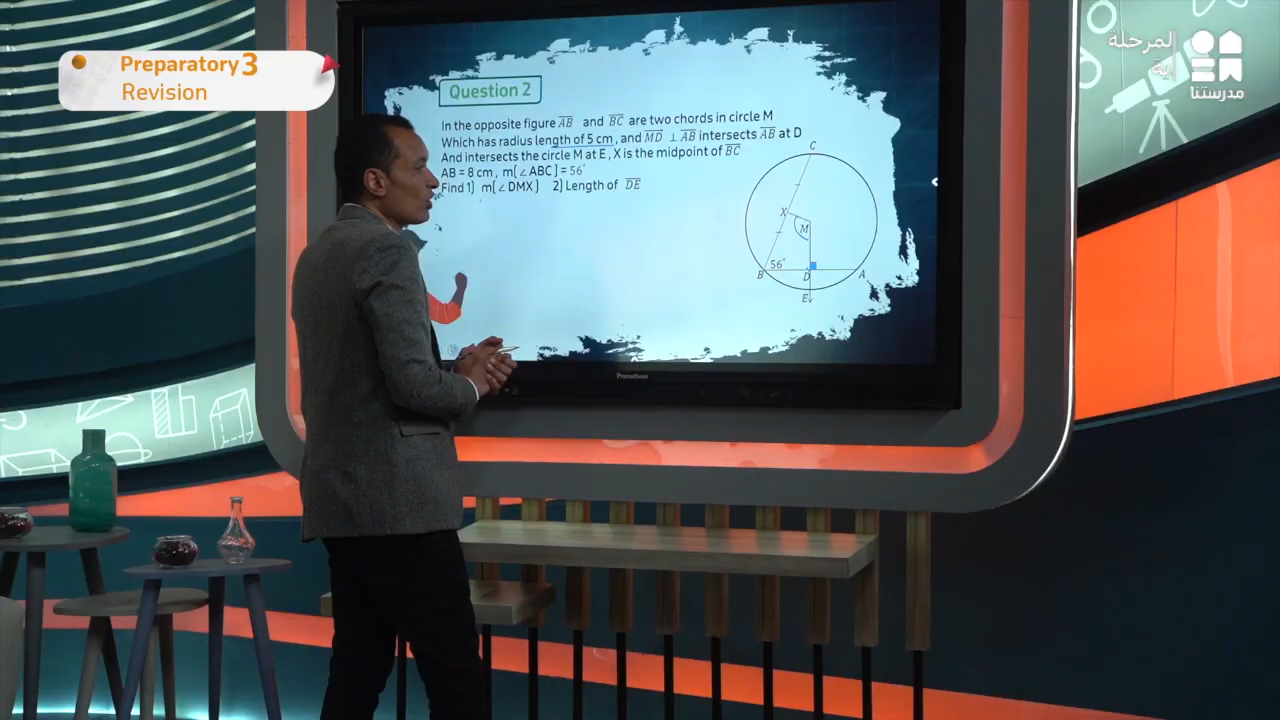 Preparatory 3
Revision
المرحلة
مدرستنا
Question 2
In the opposite figure AB and BC are two chords in circle M
Which has radius length of 5 cm , and MD ⊥ AB intersects AB at D
And intersects the circle M at E , X is the midpoint of BC
AB = 8 cm , m(∠ABC) = 56°
Find 1) m(∠DMX) 2) Length of DE
C
X
M
56°
B
D
A
E
Promethean